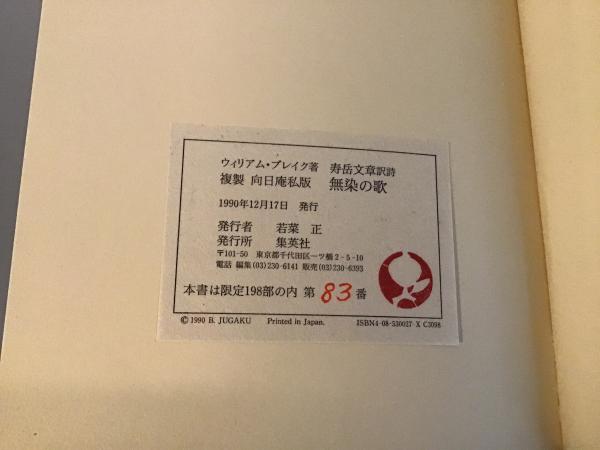 ウィリアム・ブレイク著　寿岳文章訳詩
複製 向日庵私版　無染の歌
1990年12月17日　発行
発行者　若菜 正
発行所　集英社
〒101-50　東京都千代田区一ツ橋2-5-10
電話 編集(03)230-6141 販売(03)230-6393
本書は限定198部の内 第 83 番
© 1990 B. JUGAKU　Printed in Japan.　ISBN4-08-530027 X C3098